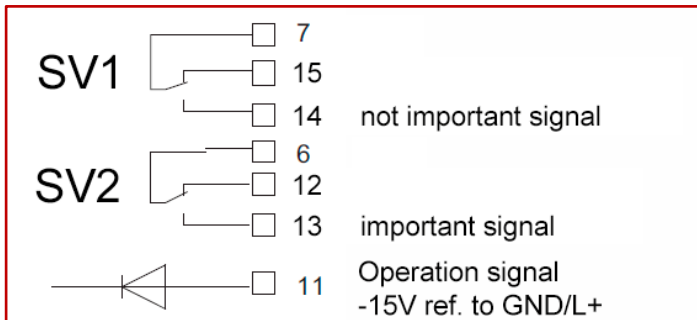 7
SV1
15
14 not important signal
6
SV2
12
13 important signal
11 Operation signal
-15V ref. to GND/L+